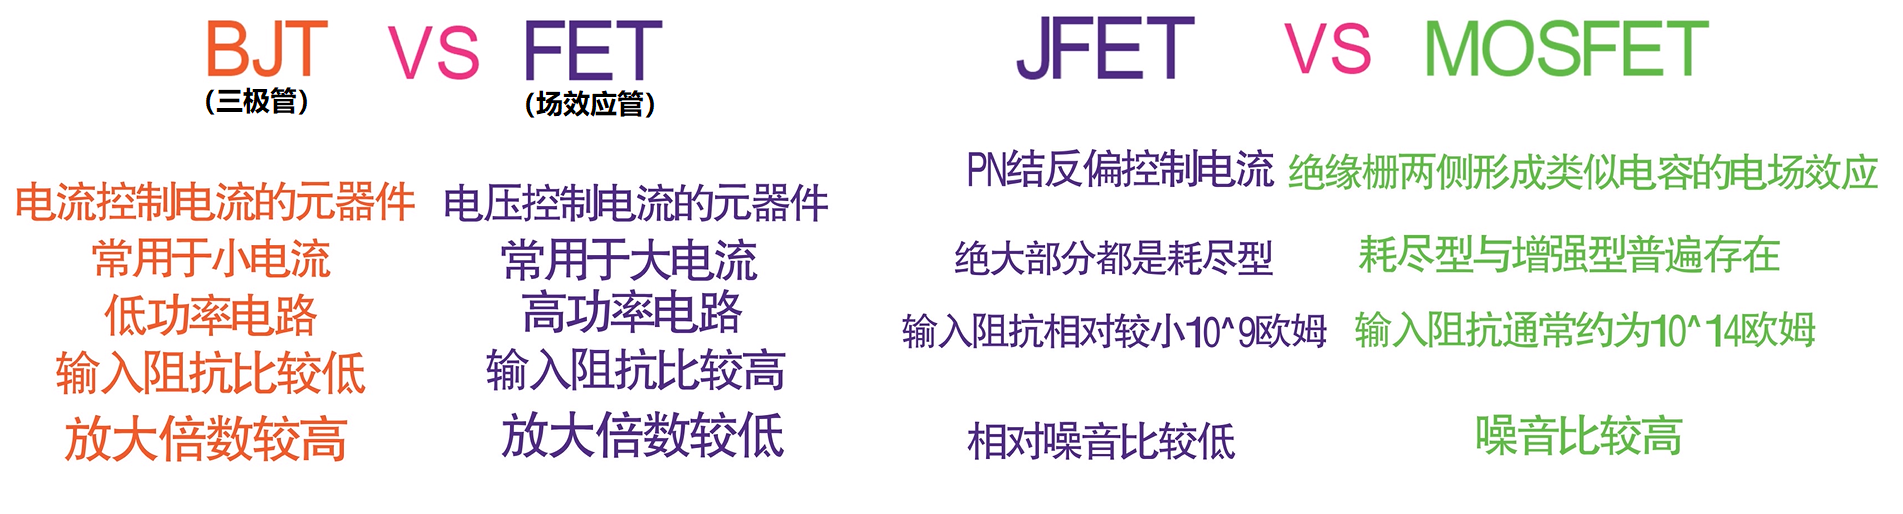 BJT VS FET
(三极管) (场效应管)
电流控制电流的元器件 电压控制电流的元器件
常用于小电流 常用于大电流
低功率电路 高功率电路
输入阻抗比较低 输入阻抗比较高
放大倍数较高 放大倍数较低
JFET VS MOSFET
PN结反偏控制电流 绝缘栅两侧形成类似电容的电场效应
绝大部分都是耗尽型 耗尽型与增强型普遍存在
输入阻抗相对较小10^9欧姆 输入阻抗通常约为10^14欧姆
相对噪音比较低 噪音比较高